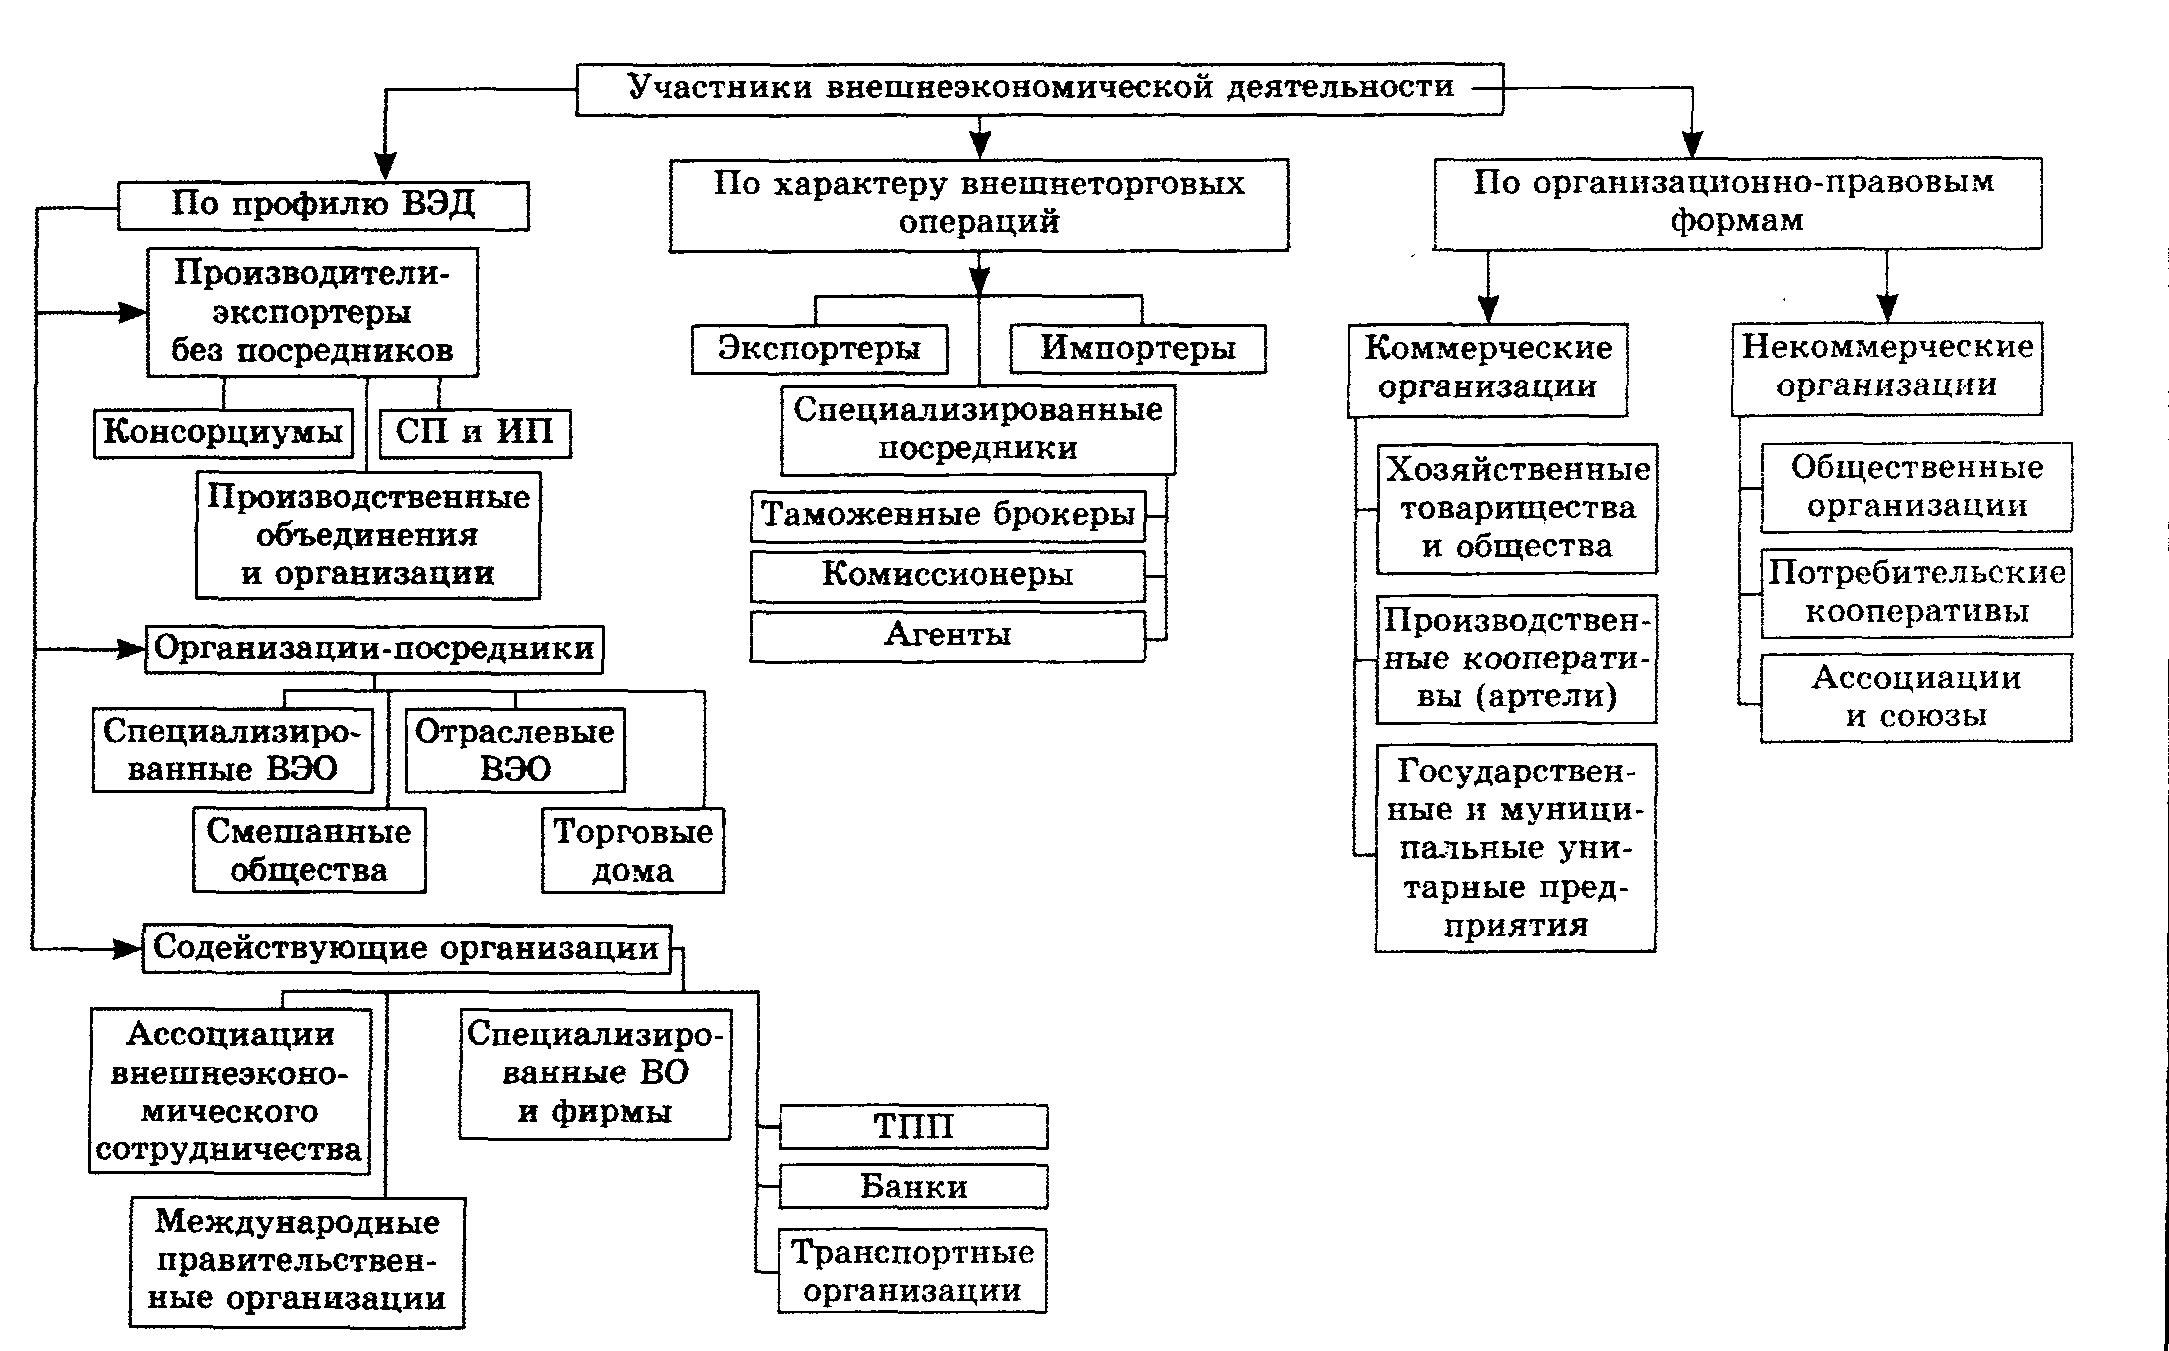 Участники внешнеэкономической деятельности
По профилю ВЭД
Производители-
экспортеры
без посредников
Консорциумы
СП и ИП
Производственные
объединения
и организации
Организации-посредники
Специализиро-
ванные ВЭО
Отраслевые
ВЭО
Смешанные
общества
Торговые
дома
Содействующие организации
Ассоциации
внешнеэконо-
мического
сотрудничества
Специализиро-
ванные ВО
и фирмы
Международные
правительствен-
ные организации
ТПП
Банки
Транспортные
организации
По характеру внешнеторговых
операций
Экспортеры
Импортеры
Специализированные
посредники
Таможенные брокеры
Комиссионеры
Агенты
По организационно-правовым
формам
Коммерческие
организации
Хозяйственные
товарищества
и общества
Производствен-
ные кооперати-
вы (артели)
Государствен-
ные и муници-
пальные уни-
тарные пред-
приятия
Некоммерческие
организации
Общественные
организации
Потребительские
кооперативы
Ассоциации
и союзы